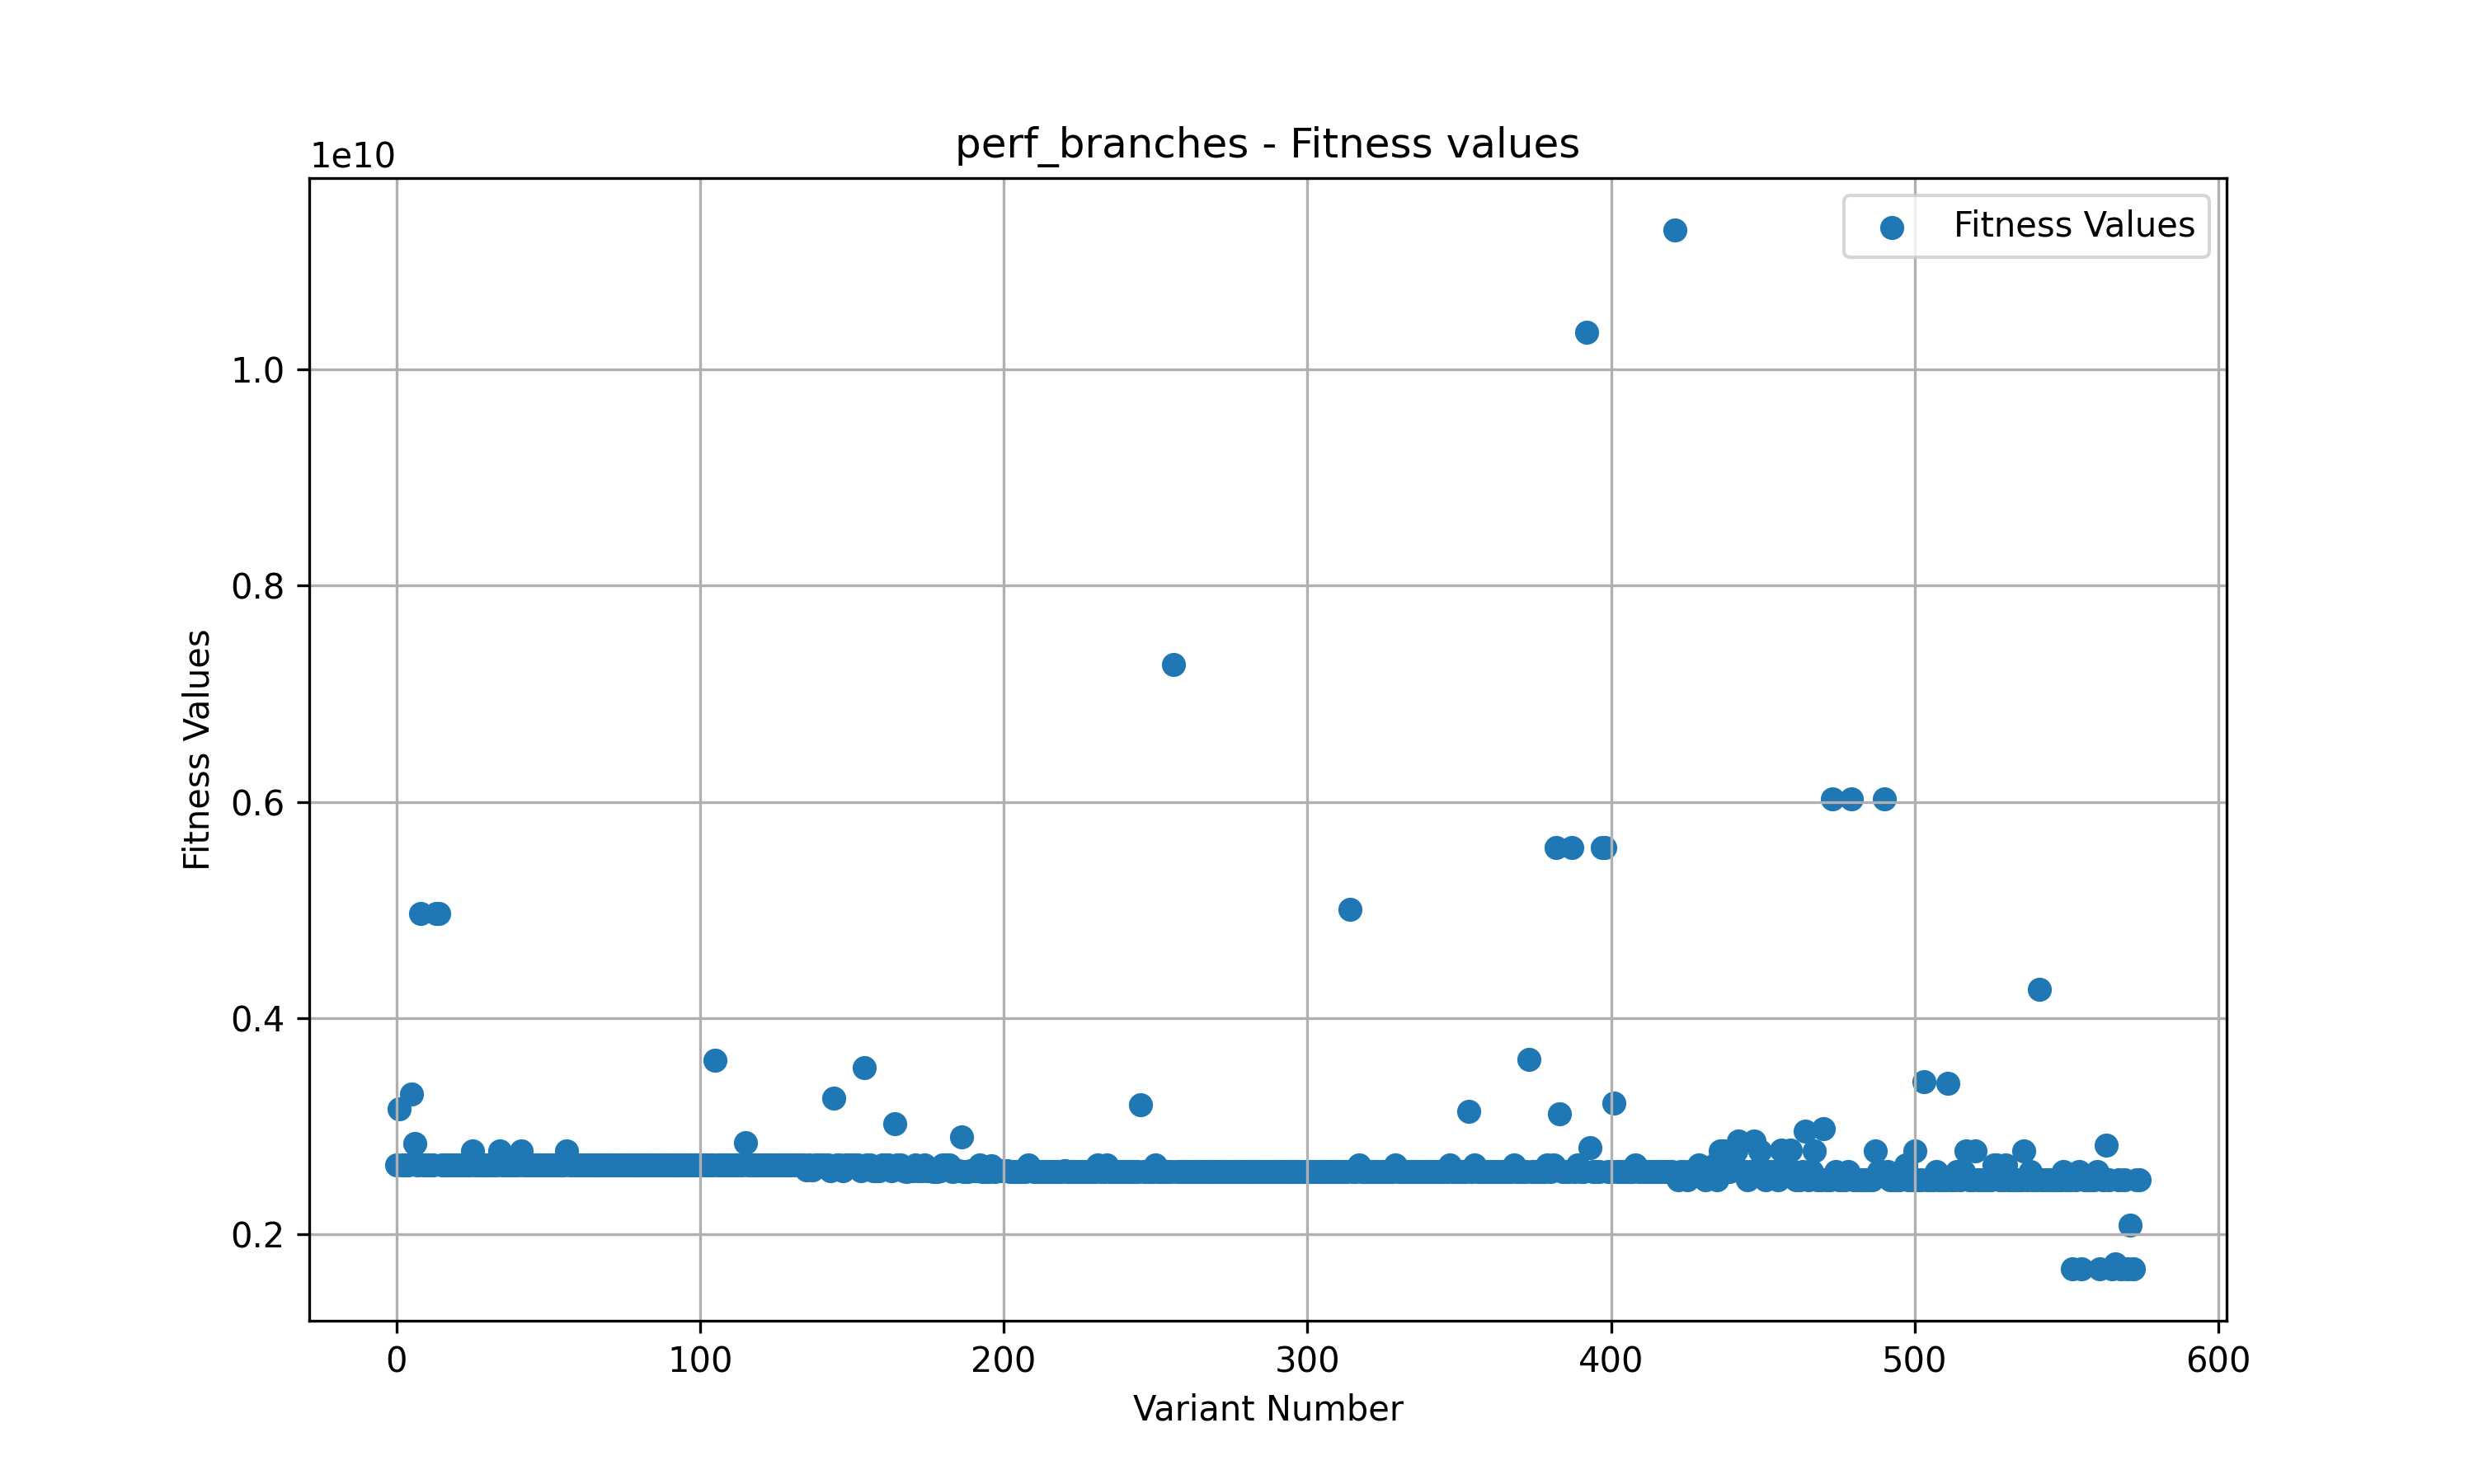 perf_branches - Fitness values
1e10
Fitness Values
1.0
0.8
0.6
0.4
0.2
Fitness Values
0 100 200 300 400 500 600
Variant Number